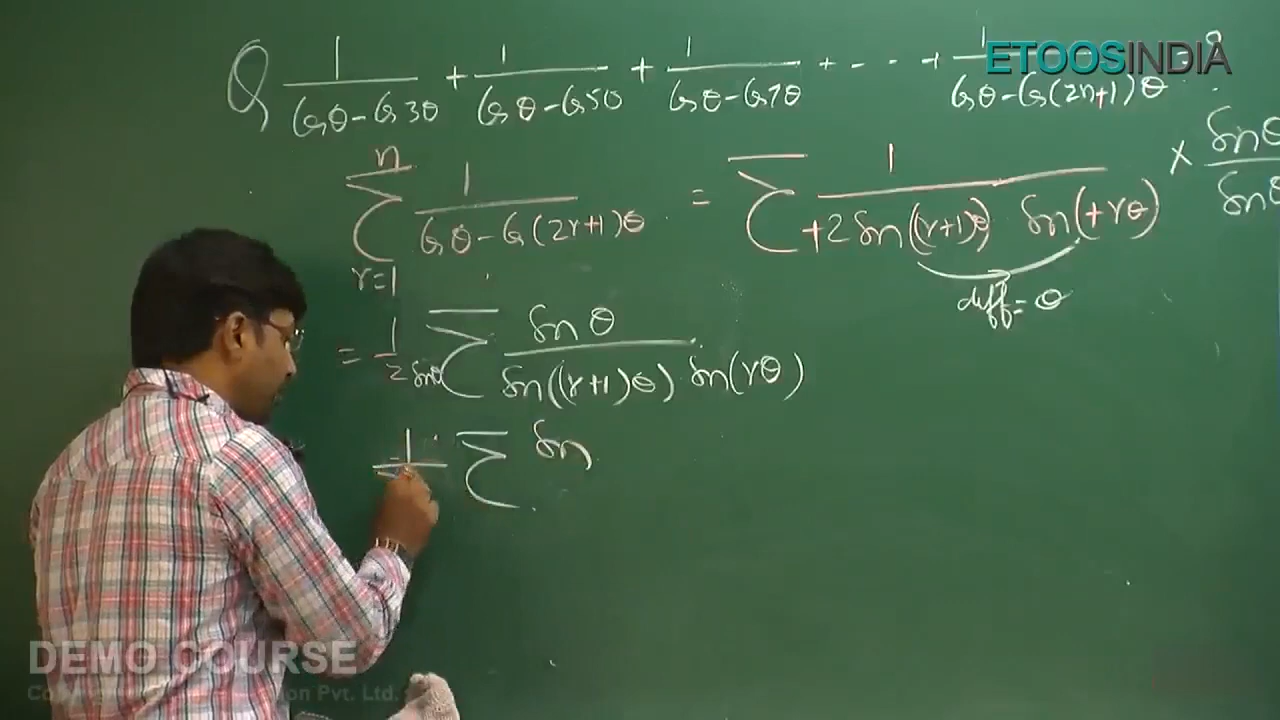 Q 1/(cosθ - cos3θ) + 1/(cosθ - cos5θ) + 1/(cosθ - cos7θ) + - - - + 1/(cosθ - cos(2n+1)θ) = ?
ETOOSINDIA
n Σ r=1 1/(cosθ - cos(2r+1)θ) = Σ 1/(+2 sin((r+1)θ) sin(+rθ)) × sinθ/sinθ
diff = θ
= 1/(2 sinθ) Σ sinθ/(sin((r+1)θ) sin(rθ))
1 Σ sin
DEMO COURSE
Pvt. Ltd.